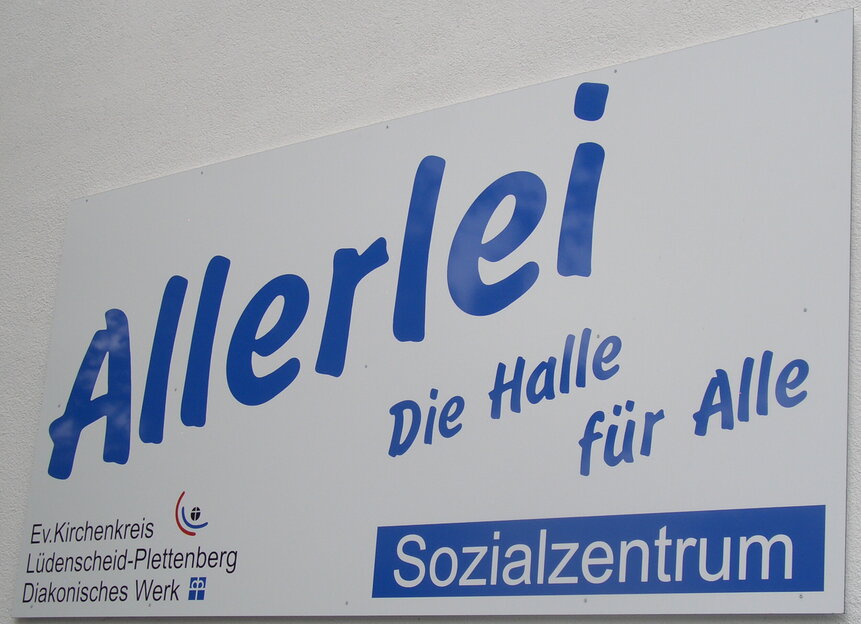 Allerlei
Die Halle
für Alle
Ev.Kirchenkreis
Lüdenscheid-Plettenberg
Diakonisches Werk
Sozialzentrum